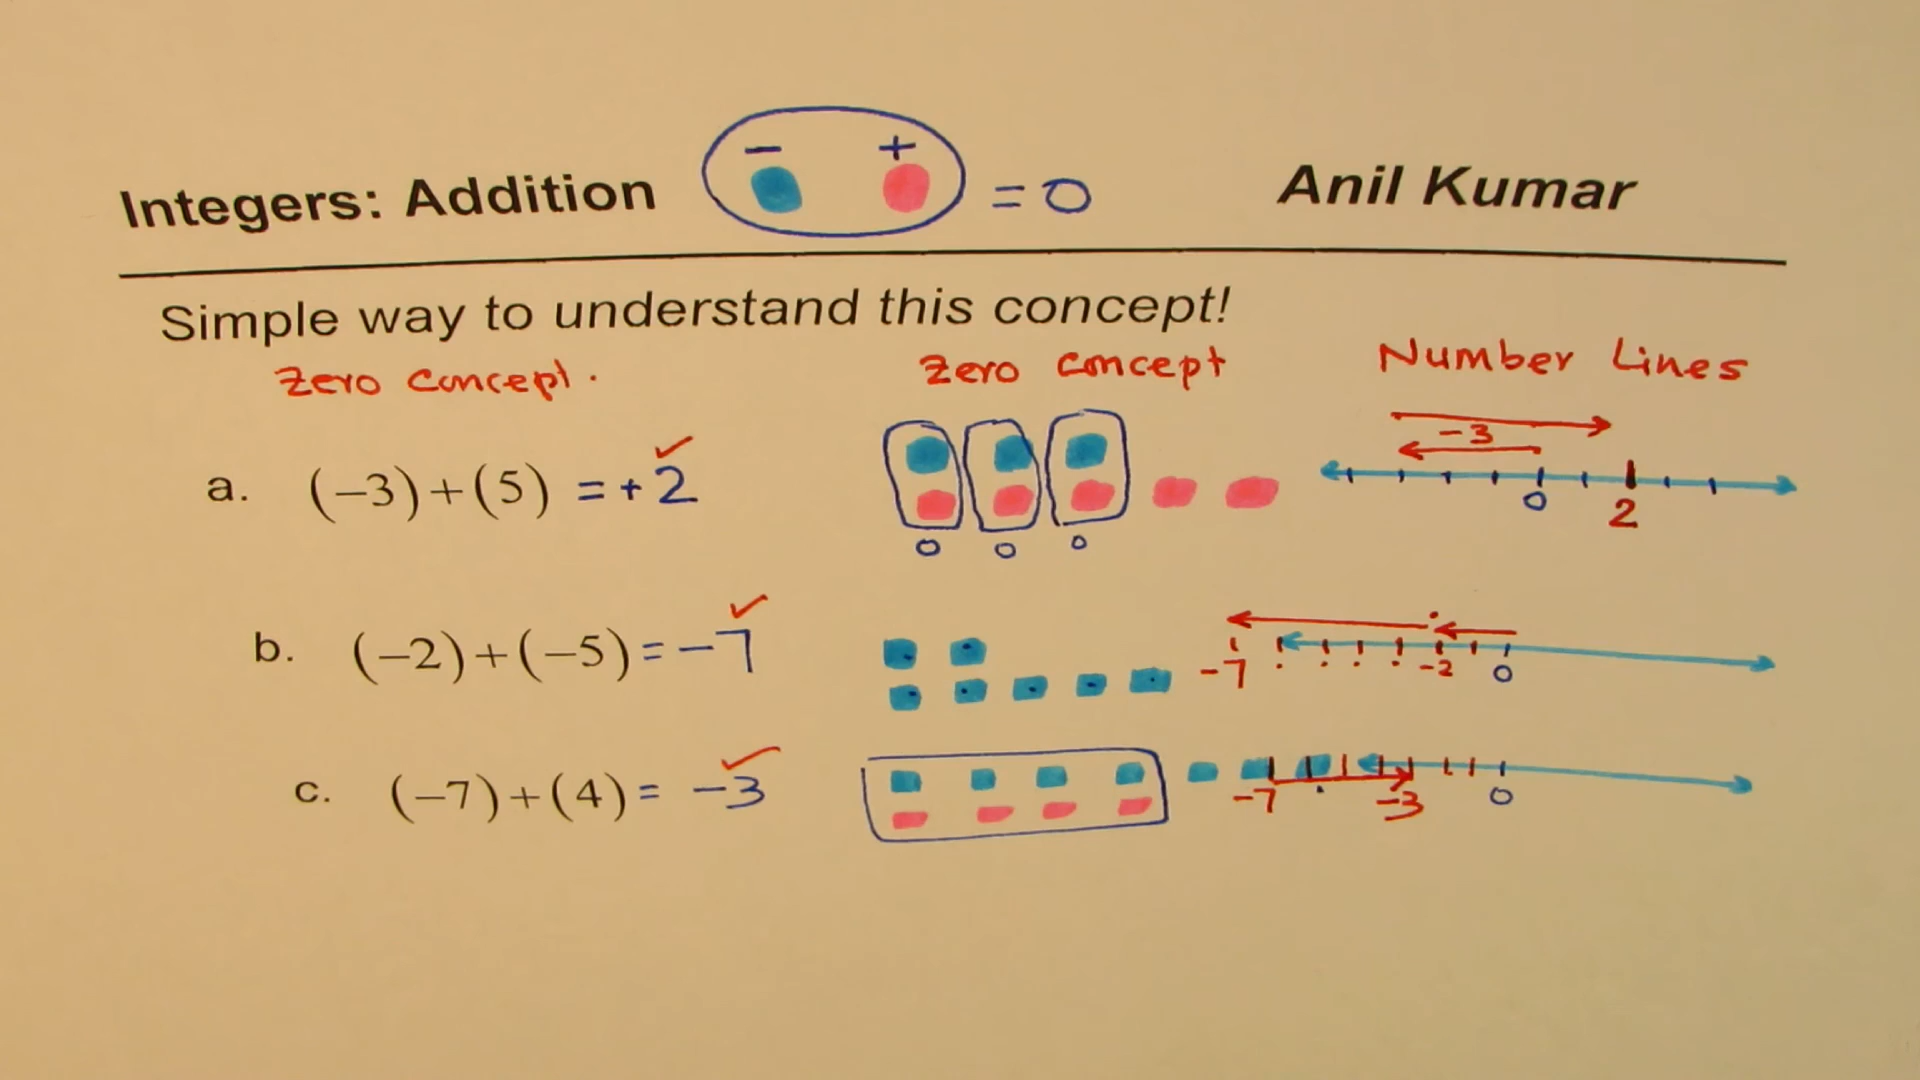 Integers: Addition − + = 0 Anil Kumar
Simple way to understand this concept!
Zero Concept. Zero Concept Number Lines
a. (−3)+(5) = +2 0 0 0 −3 0 2
b. (−2)+(−5) = −7 −7 −2 0
c. (−7)+(4) = −3 −7 −3 0